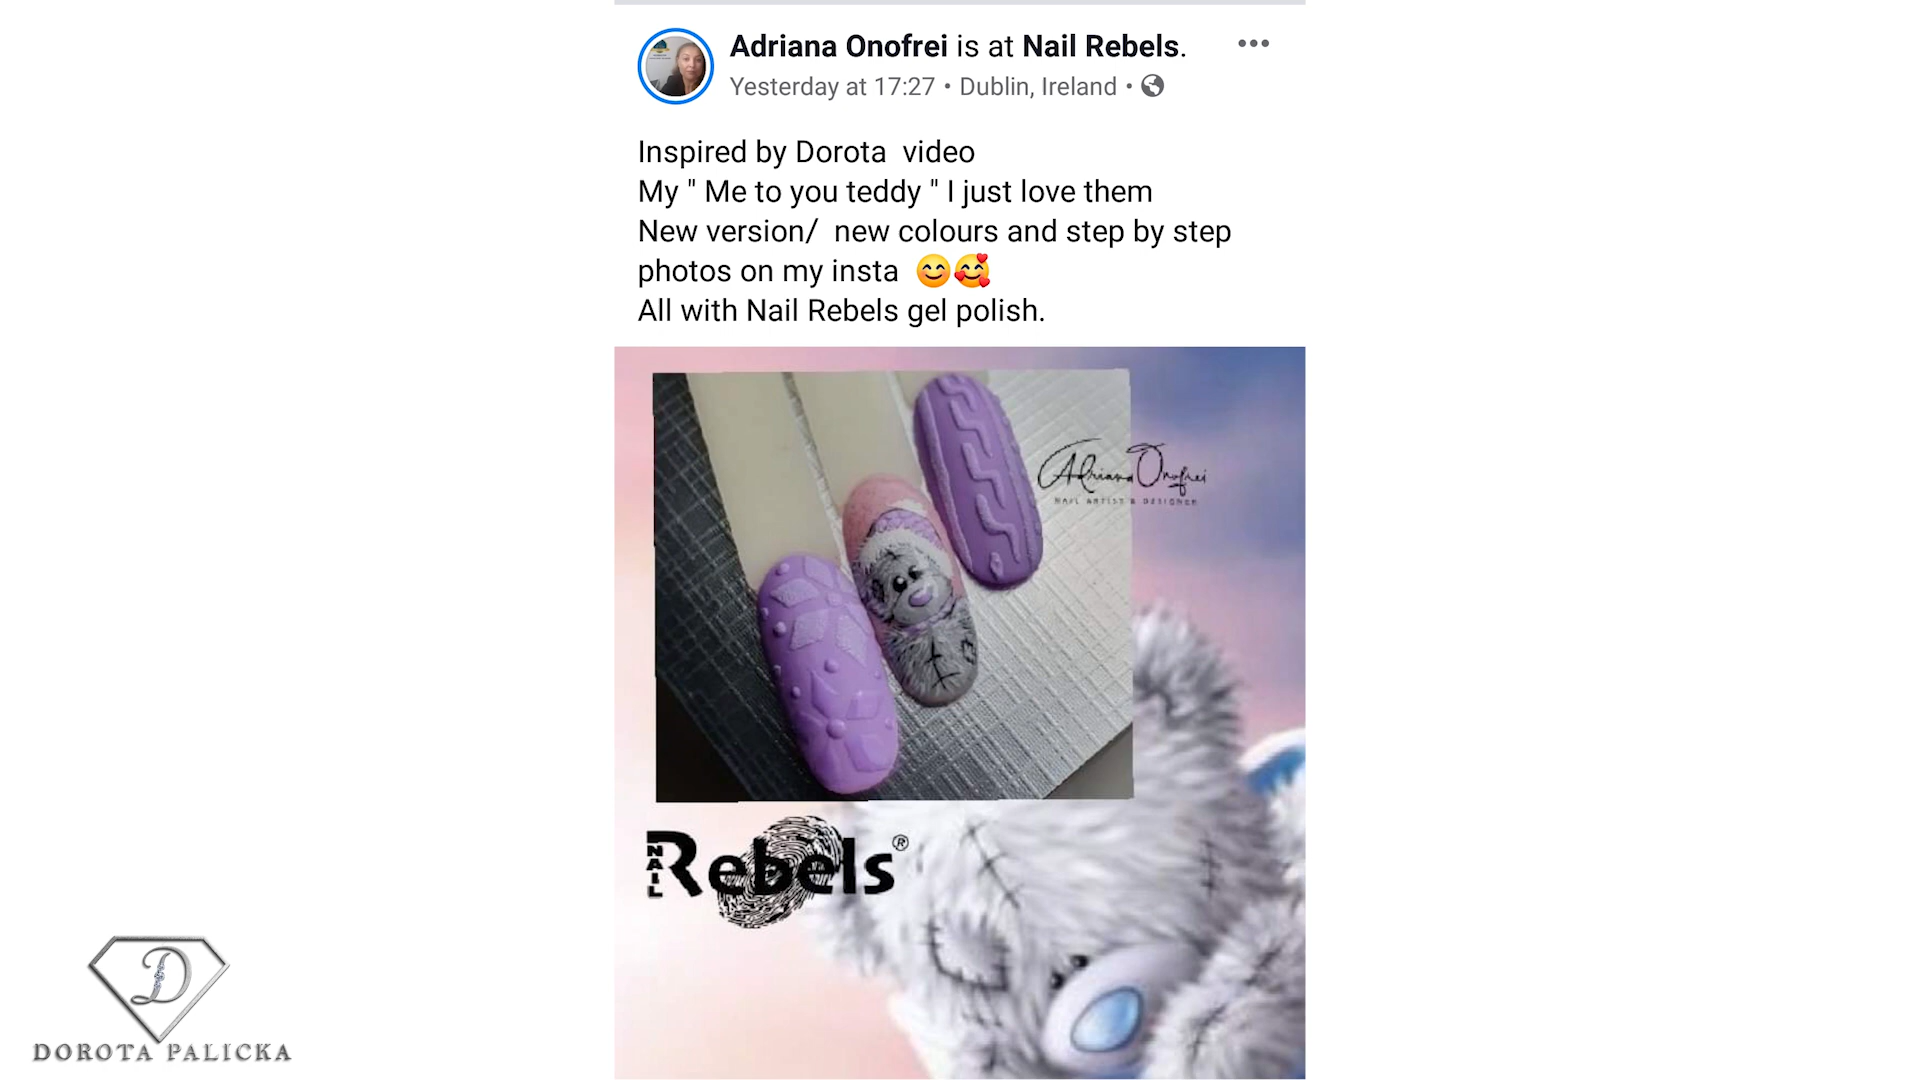 Adriana Onofrei is at Nail Rebels.
Yesterday at 17:27 • Dublin, Ireland •
Inspired by Dorota  video
My " Me to you teddy " I just love them
New version/  new colours and step by step
photos on my insta 😊🥰
All with Nail Rebels gel polish.
Adriana Onofrei
NAIL ARTIST & DESIGNER
NAIL Rebels®
D
DOROTA PALICKA